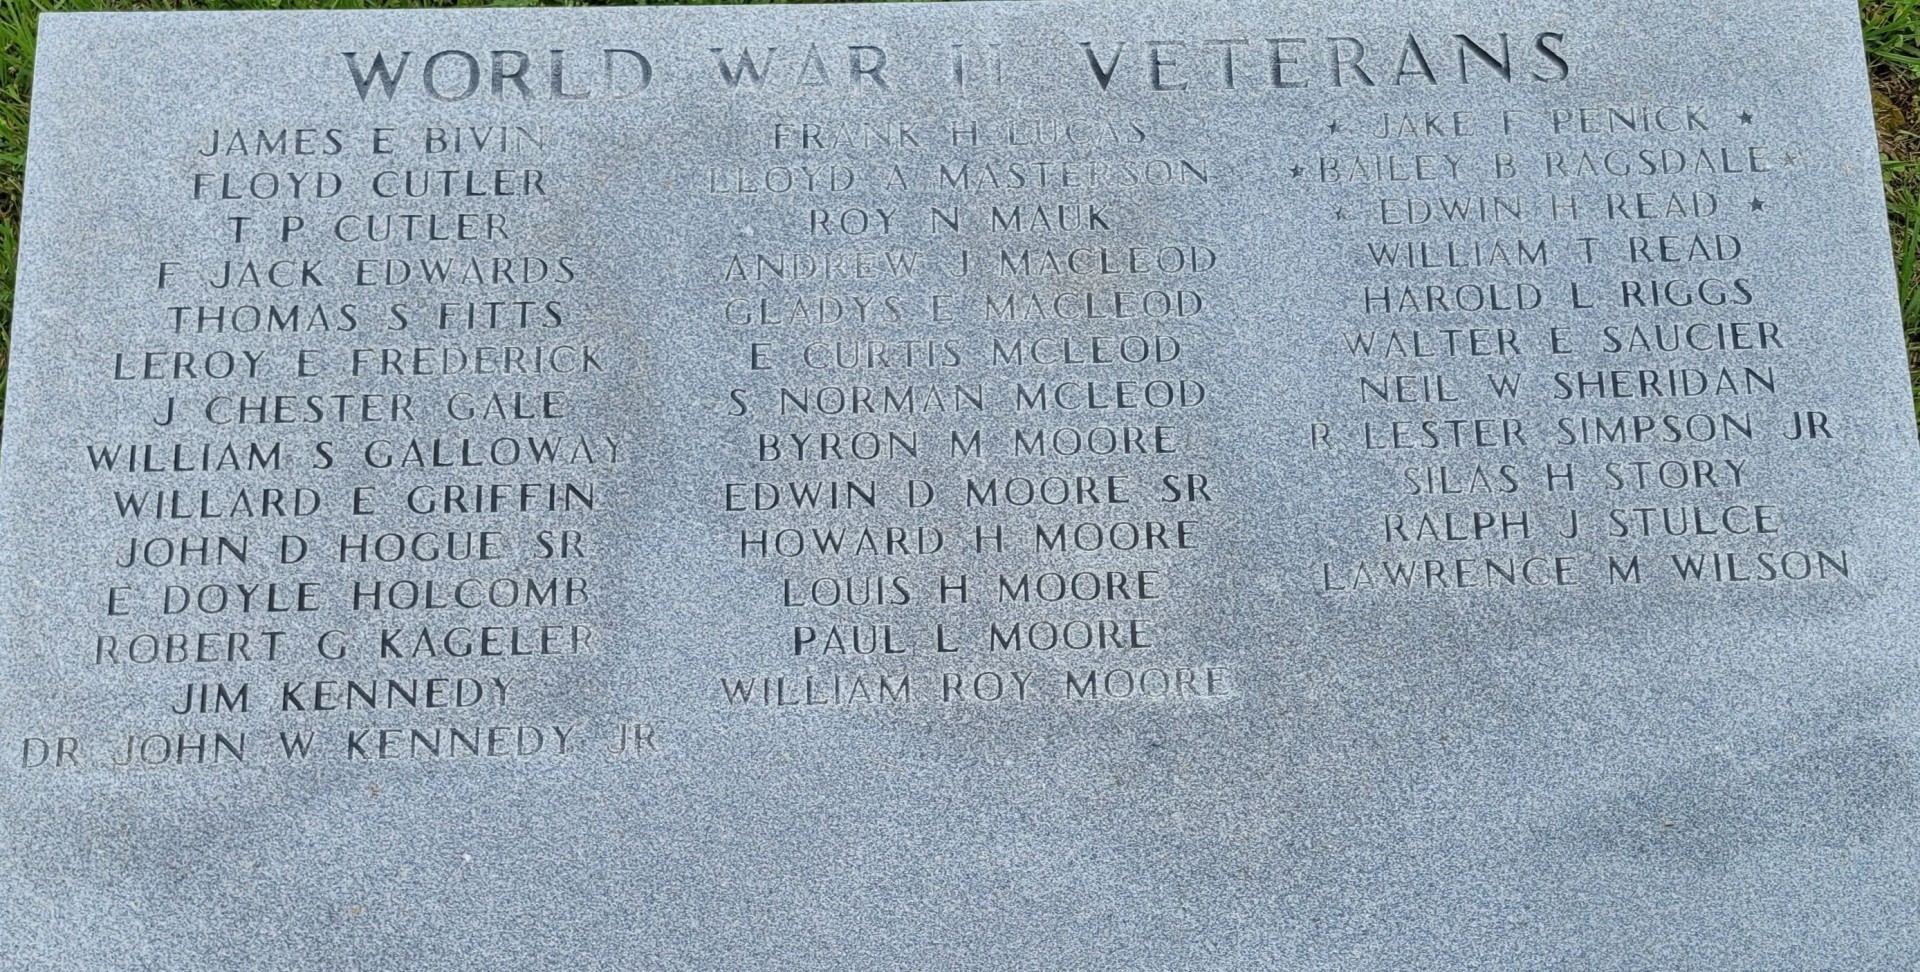 WORLD WAR II VETERANS
JAMES E BIVIN
FLOYD CUTLER
T P CUTLER
F JACK EDWARDS
THOMAS S FITTS
LEROY E FREDERICK
J CHESTER GALE
WILLIAM S GALLOWAY
WILLARD E GRIFFIN
JOHN D HOGUE SR
E DOYLE HOLCOMB
ROBERT G KAGELER
JIM KENNEDY
DR JOHN W KENNEDY JR
FRANK H LUCAS
LLOYD A MASTERSON
ROY N MAUK
ANDREW J MACLEOD
GLADYS E MACLEOD
E CURTIS MCLEOD
S NORMAN MCLEOD
BYRON M MOORE
EDWIN D MOORE SR
HOWARD H MOORE
LOUIS H MOORE
PAUL L MOORE
WILLIAM ROY MOORE
★ JAKE F PENICK ★
★ BAILEY B RAGSDALE ★
★ EDWIN H READ ★
WILLIAM T READ
HAROLD L RIGGS
WALTER E SAUCIER
NEIL W SHERIDAN
R LESTER SIMPSON JR
SILAS H STORY
RALPH J STULCE
LAWRENCE M WILSON